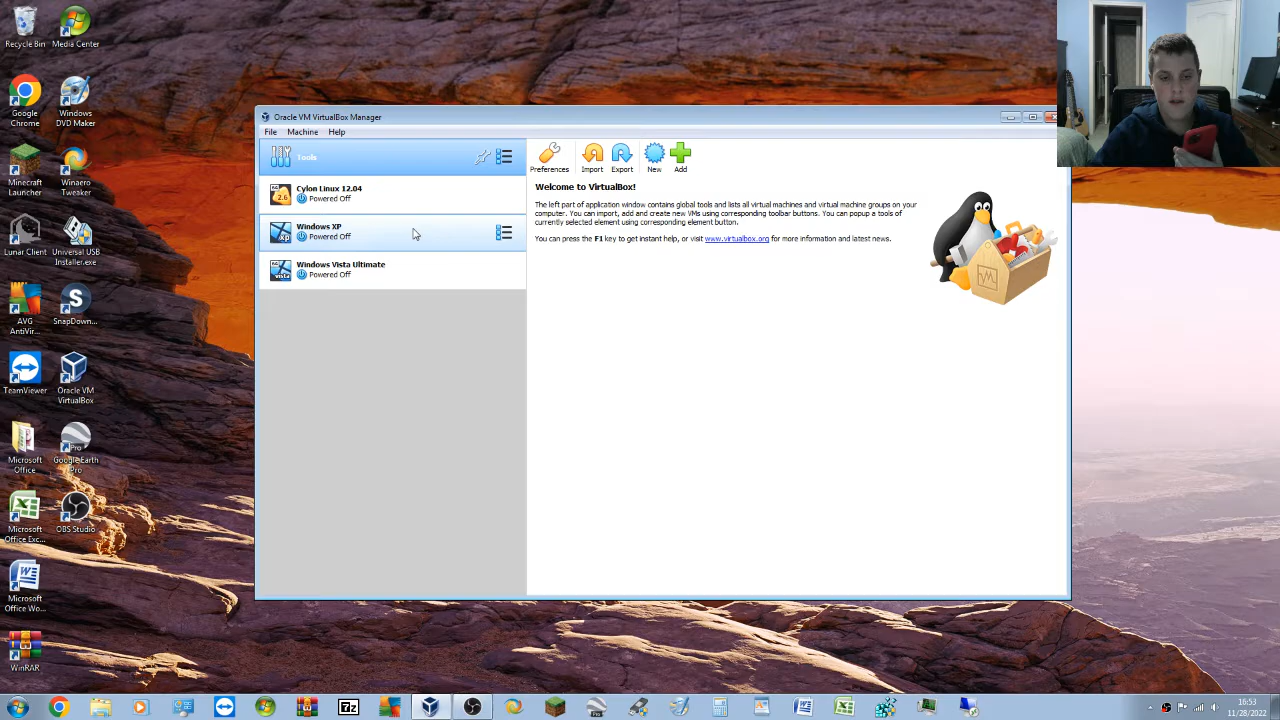 Recycle Bin
Media Center
Google Chrome
Windows DVD Maker
Minecraft Launcher
Winaero Tweaker
Lunar Client
Universal USB Installer.exe
AVG AntiVir...
SnapDown...
TeamViewer
Oracle VM VirtualBox
Microsoft Office
Google Earth Pro
Microsoft Office Exc...
OBS Studio
Microsoft Office Wo...
WinRAR
Oracle VM VirtualBox Manager
File Machine Help
Tools
Cylon Linux 12.04
Powered Off
Windows XP
Powered Off
Windows Vista Ultimate
Powered Off
Preferences Import Export New Add
Welcome to VirtualBox!
The left part of application window contains global tools and lists all virtual machines and virtual machine groups on your
computer. You can import, add and create new VMs using corresponding toolbar buttons. You can popup a tools of
currently selected element using corresponding element button.
You can press the F1 key to get instant help, or visit www.virtualbox.org for more information and latest news.
7z
16:53
11/28/2022